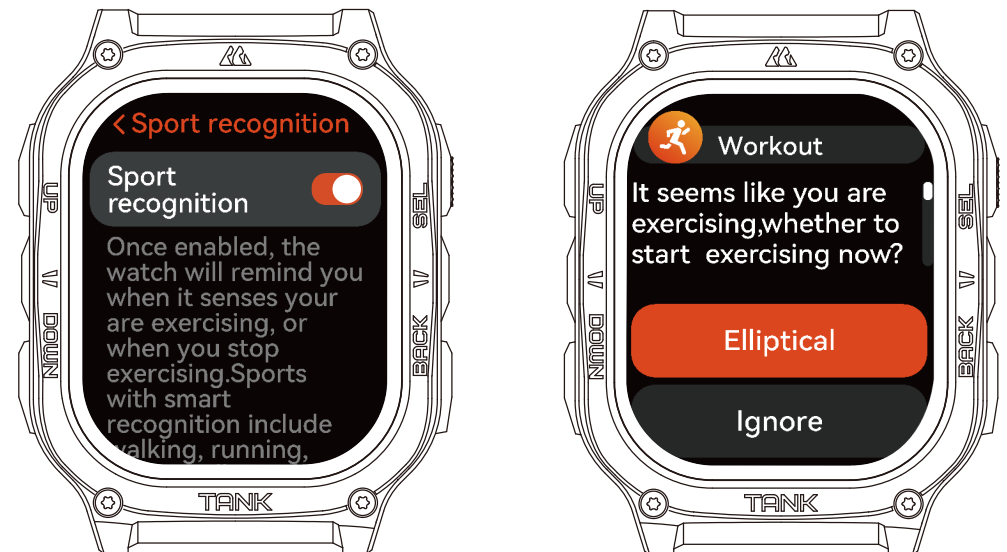 Sport recognition
Sport
recognition
Once enabled, the
watch will remind you
when it senses your
are exercising, or
when you stop
exercising.Sports
with smart
recognition include
walking, running,
UP
DOWN
SEL
BACK
TANK
Workout
It seems like you are
exercising,whether to
start exercising now?
Elliptical
Ignore
UP
DOWN
SEL
BACK
TANK